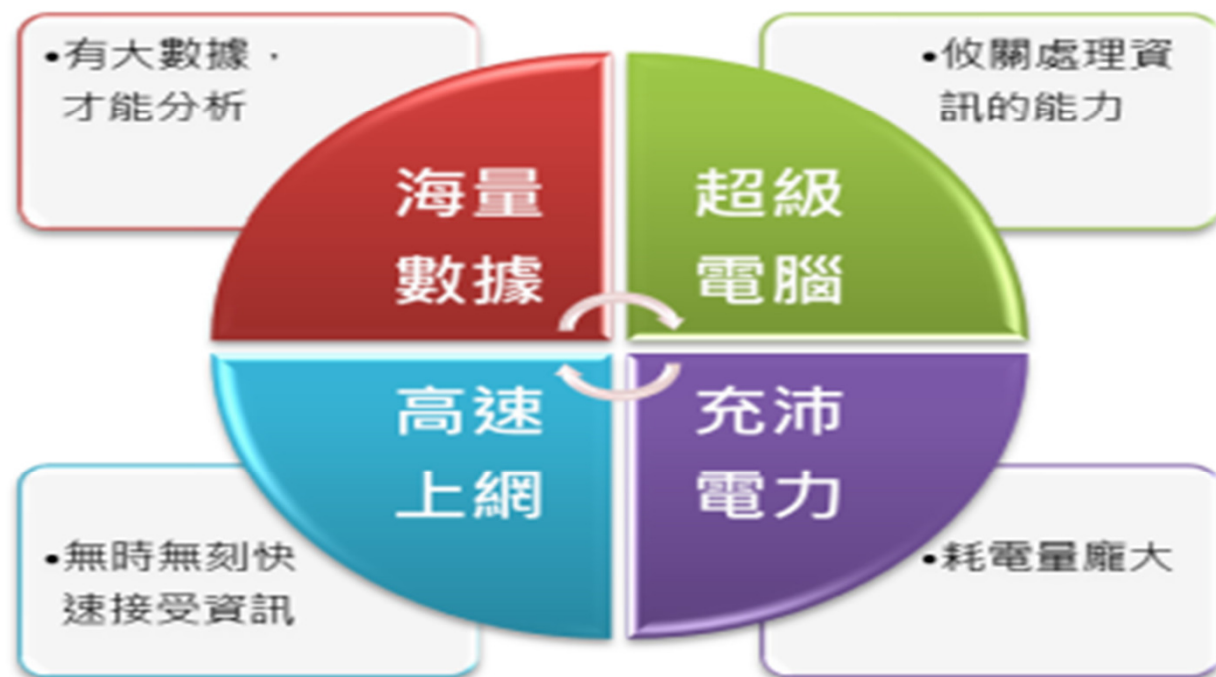 •有大數據，
才能分析
海量
數據
•攸關處理資
訊的能力
超級
電腦
高速
上網
•無時無刻快
速接受資訊
充沛
電力
•耗電量龐大